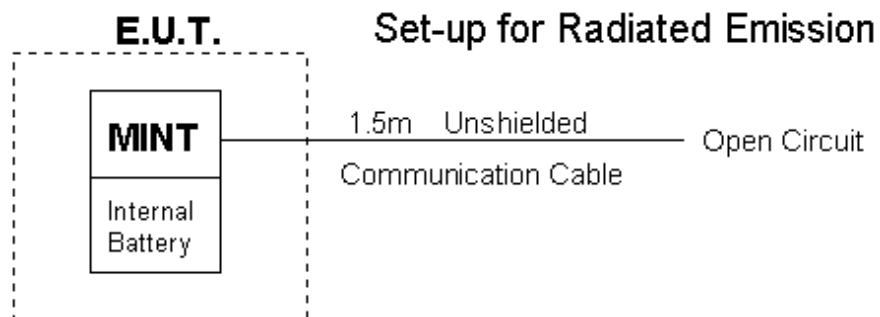 E.U.T. Set-up for Radiated Emission
MINT
1.5m Unshielded
Open Circuit
Communication Cable
Internal
Battery